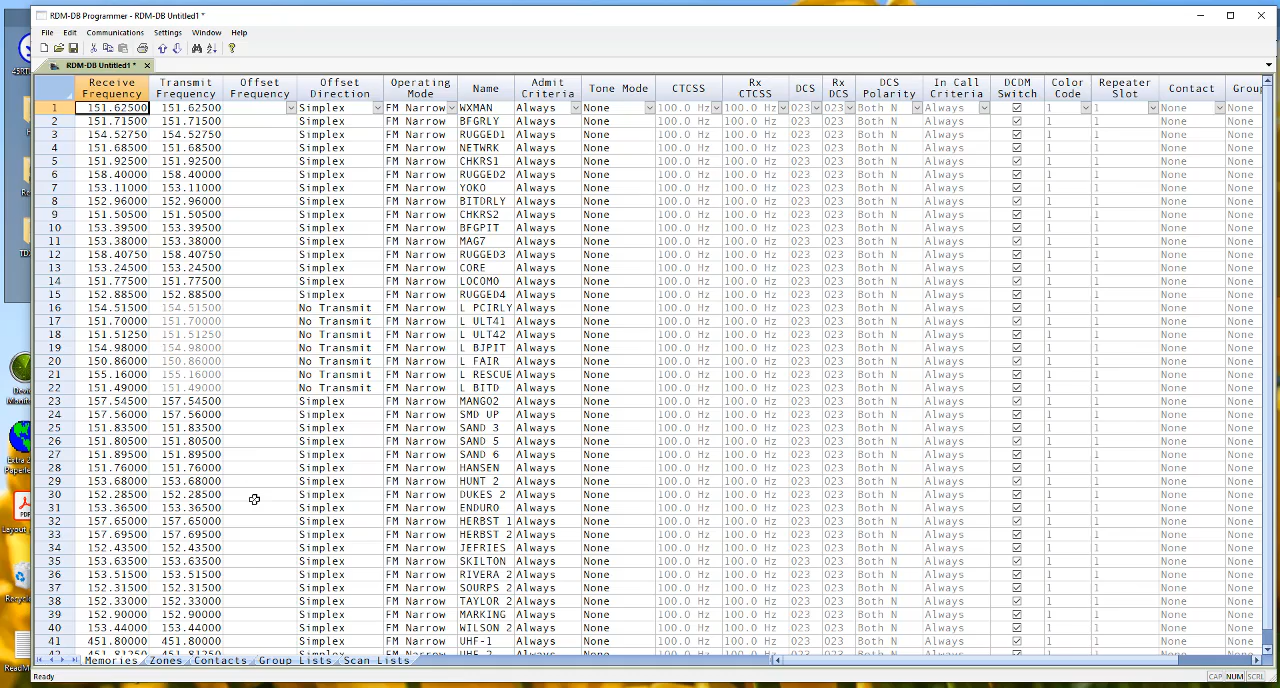 RDM-DB Programmer - RDM-DB Untitled1 *
File Edit Communications Settings Window Help
RDM-DB Untitled1 *
Receive Frequency Transmit Frequency Offset Frequency Offset Direction Operating Mode Name Admit Criteria Tone Mode CTCSS Rx CTCSS DCS Rx DCS DCS Polarity In Call Criteria DCDM Switch Color Code Repeater Slot Contact Group
1 151.62500 151.62500 Simplex FM Narrow WXMAN Always None 100.0 Hz 100.0 Hz 023 023 Both N Always 1 1 None None
2 151.71500 151.71500 Simplex FM Narrow BFGRLY Always None 100.0 Hz 100.0 Hz 023 023 Both N Always 1 1 None None
3 154.52750 154.52750 Simplex FM Narrow RUGGED1 Always None 100.0 Hz 100.0 Hz 023 023 Both N Always 1 1 None None
4 151.68500 151.68500 Simplex FM Narrow NETWRK Always None 100.0 Hz 100.0 Hz 023 023 Both N Always 1 1 None None
5 151.92500 151.92500 Simplex FM Narrow CHKRS1 Always None 100.0 Hz 100.0 Hz 023 023 Both N Always 1 1 None None
6 158.40000 158.40000 Simplex FM Narrow RUGGED2 Always None 100.0 Hz 100.0 Hz 023 023 Both N Always 1 1 None None
7 153.11000 153.11000 Simplex FM Narrow YOKO Always None 100.0 Hz 100.0 Hz 023 023 Both N Always 1 1 None None
8 152.96000 152.96000 Simplex FM Narrow BITDRLY Always None 100.0 Hz 100.0 Hz 023 023 Both N Always 1 1 None None
9 151.50500 151.50500 Simplex FM Narrow CHKRS2 Always None 100.0 Hz 100.0 Hz 023 023 Both N Always 1 1 None None
10 153.39500 153.39500 Simplex FM Narrow BFGPIT Always None 100.0 Hz 100.0 Hz 023 023 Both N Always 1 1 None None
11 153.38000 153.38000 Simplex FM Narrow MAG7 Always None 100.0 Hz 100.0 Hz 023 023 Both N Always 1 1 None None
12 158.40750 158.40750 Simplex FM Narrow RUGGED3 Always None 100.0 Hz 100.0 Hz 023 023 Both N Always 1 1 None None
13 153.24500 153.24500 Simplex FM Narrow CORE Always None 100.0 Hz 100.0 Hz 023 023 Both N Always 1 1 None None
14 151.77500 151.77500 Simplex FM Narrow LOCOMO Always None 100.0 Hz 100.0 Hz 023 023 Both N Always 1 1 None None
15 152.88500 152.88500 Simplex FM Narrow RUGGED4 Always None 100.0 Hz 100.0 Hz 023 023 Both N Always 1 1 None None
16 154.51500 154.51500 No Transmit FM Narrow L PCIRLY Always None 100.0 Hz 100.0 Hz 023 023 Both N Always 1 1 None None
17 151.70000 151.70000 No Transmit FM Narrow L ULT41 Always None 100.0 Hz 100.0 Hz 023 023 Both N Always 1 1 None None
18 151.51250 151.51250 No Transmit FM Narrow L ULT42 Always None 100.0 Hz 100.0 Hz 023 023 Both N Always 1 1 None None
19 154.98000 154.98000 No Transmit FM Narrow L BJPIT Always None 100.0 Hz 100.0 Hz 023 023 Both N Always 1 1 None None
20 150.86000 150.86000 No Transmit FM Narrow L FAIR Always None 100.0 Hz 100.0 Hz 023 023 Both N Always 1 1 None None
21 155.16000 155.16000 No Transmit FM Narrow L RESCUE Always None 100.0 Hz 100.0 Hz 023 023 Both N Always 1 1 None None
22 151.49000 151.49000 No Transmit FM Narrow L BITD Always None 100.0 Hz 100.0 Hz 023 023 Both N Always 1 1 None None
23 157.54500 157.54500 Simplex FM Narrow MANGO2 Always None 100.0 Hz 100.0 Hz 023 023 Both N Always 1 1 None None
24 157.56000 157.56000 Simplex FM Narrow SMD UP Always None 100.0 Hz 100.0 Hz 023 023 Both N Always 1 1 None None
25 151.83500 151.83500 Simplex FM Narrow SAND 3 Always None 100.0 Hz 100.0 Hz 023 023 Both N Always 1 1 None None
26 151.80500 151.80500 Simplex FM Narrow SAND 5 Always None 100.0 Hz 100.0 Hz 023 023 Both N Always 1 1 None None
27 151.89500 151.89500 Simplex FM Narrow SAND 6 Always None 100.0 Hz 100.0 Hz 023 023 Both N Always 1 1 None None
28 151.76000 151.76000 Simplex FM Narrow HANSEN Always None 100.0 Hz 100.0 Hz 023 023 Both N Always 1 1 None None
29 153.68000 153.68000 Simplex FM Narrow HUNT 2 Always None 100.0 Hz 100.0 Hz 023 023 Both N Always 1 1 None None
30 152.28500 152.28500 Simplex FM Narrow DUKES 2 Always None 100.0 Hz 100.0 Hz 023 023 Both N Always 1 1 None None
31 153.36500 153.36500 Simplex FM Narrow ENDURO Always None 100.0 Hz 100.0 Hz 023 023 Both N Always 1 1 None None
32 157.65000 157.65000 Simplex FM Narrow HERBST 1 Always None 100.0 Hz 100.0 Hz 023 023 Both N Always 1 1 None None
33 157.69500 157.69500 Simplex FM Narrow HERBST 2 Always None 100.0 Hz 100.0 Hz 023 023 Both N Always 1 1 None None
34 152.43500 152.43500 Simplex FM Narrow JEFRIES Always None 100.0 Hz 100.0 Hz 023 023 Both N Always 1 1 None None
35 153.63500 153.63500 Simplex FM Narrow SKILTON Always None 100.0 Hz 100.0 Hz 023 023 Both N Always 1 1 None None
36 153.51500 153.51500 Simplex FM Narrow RIVERA 2 Always None 100.0 Hz 100.0 Hz 023 023 Both N Always 1 1 None None
37 152.31500 152.31500 Simplex FM Narrow SOURPS 2 Always None 100.0 Hz 100.0 Hz 023 023 Both N Always 1 1 None None
38 152.33000 152.33000 Simplex FM Narrow TAYLOR 2 Always None 100.0 Hz 100.0 Hz 023 023 Both N Always 1 1 None None
39 152.90000 152.90000 Simplex FM Narrow MARKING Always None 100.0 Hz 100.0 Hz 023 023 Both N Always 1 1 None None
40 153.44000 153.44000 Simplex FM Narrow WILSON 2 Always None 100.0 Hz 100.0 Hz 023 023 Both N Always 1 1 None None
41 451.80000 451.80000 Simplex FM Narrow UHF-1 Always None 100.0 Hz 100.0 Hz 023 023 Both N Always 1 1 None None
Memories Zones Contacts Group Lists Scan Lists
Ready CAP NUM SCRL